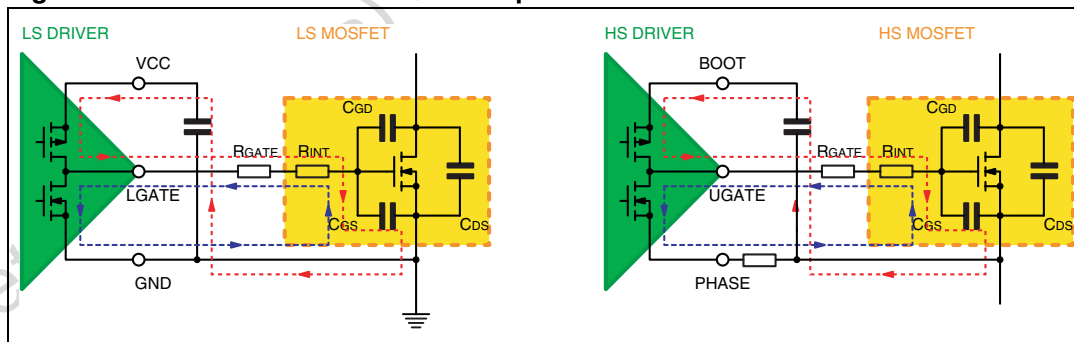 LS DRIVER
LS MOSFET
VCC
CGD
RGATE
RINT
LGATE
CGS
CDS
GND
HS DRIVER
HS MOSFET
BOOT
CGD
RGATE
RINT
UGATE
CGS
CDS
PHASE